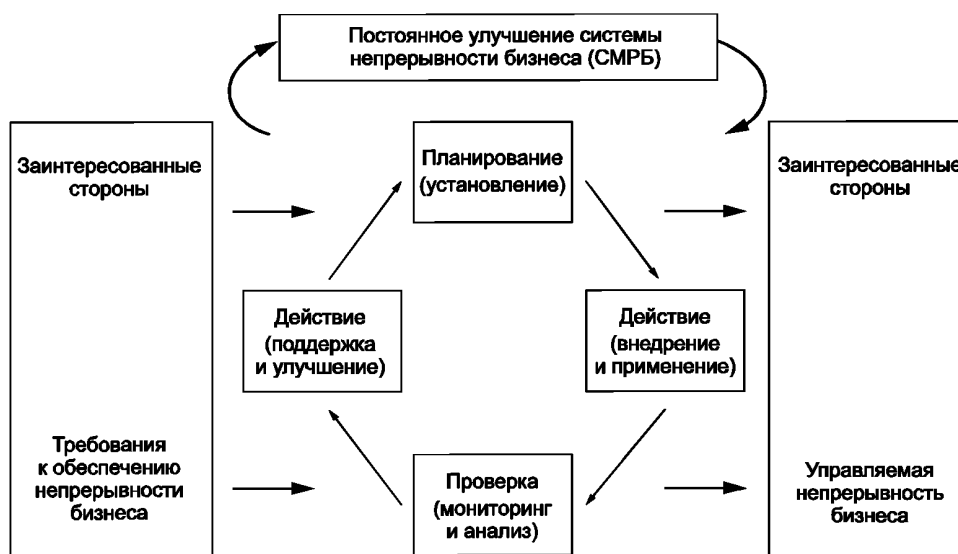 Постоянное улучшение системы
непрерывности бизнеса (СМРБ)
Заинтересованные
стороны
Требования
к обеспечению
непрерывности
бизнеса
Планирование
(установление)
Действие
(поддержка
и улучшение)
Действие
(внедрение
и применение)
Проверка
(мониторинг
и анализ)
Заинтересованные
стороны
Управляемая
непрерывность
бизнеса